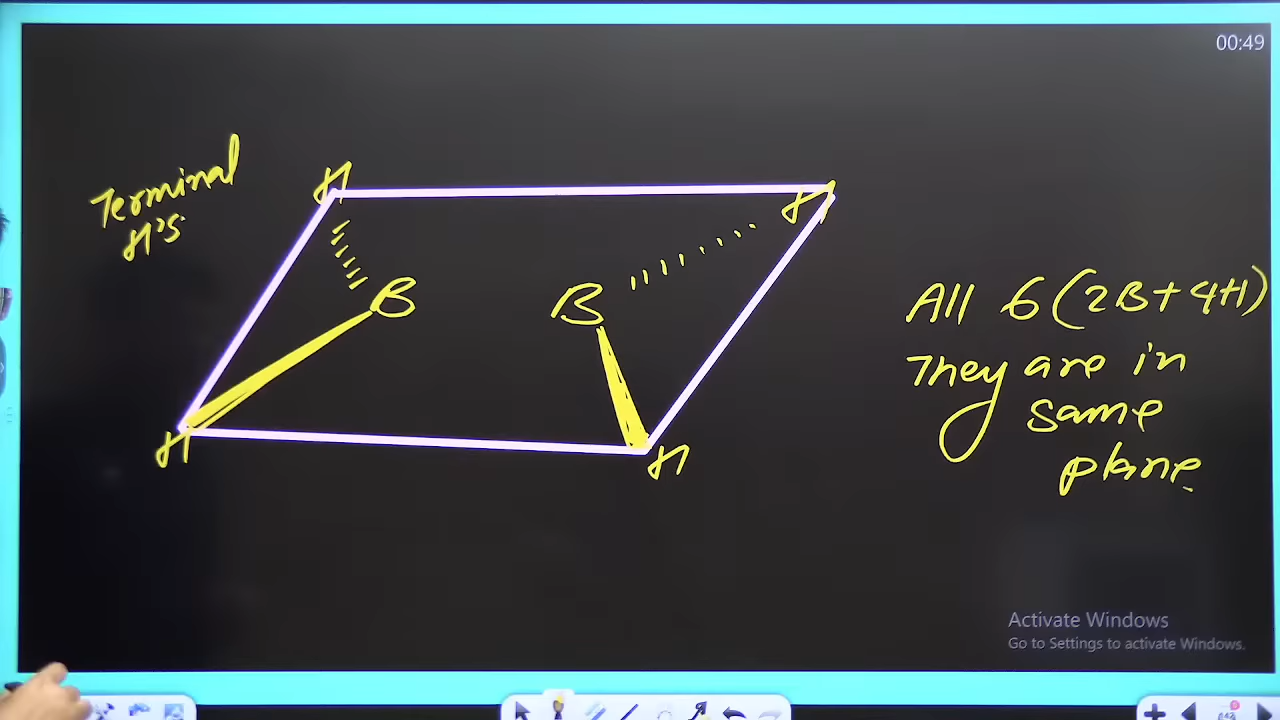 00:49
Terminal
H's
H
H
B
B
H
H
All 6 (2B+4H)
They are in
same
plane
Activate Windows
Go to Settings to activate Windows.